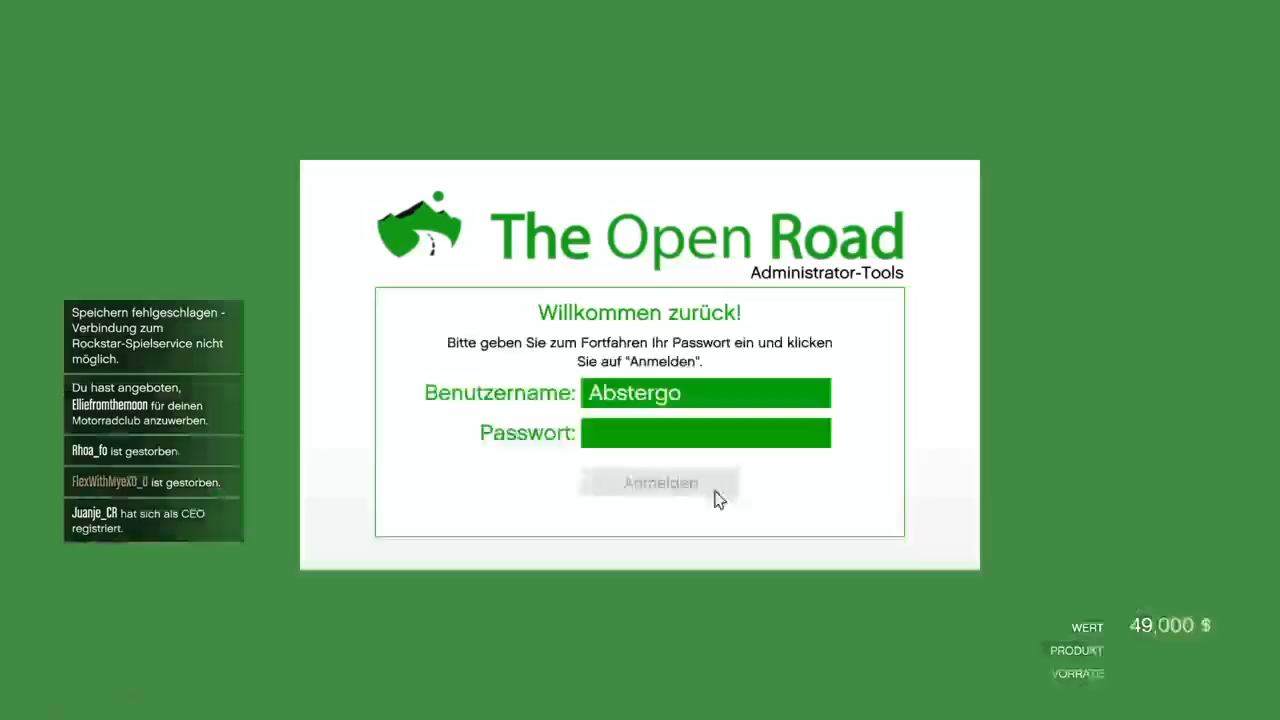 The Open Road
Administrator-Tools
Willkommen zurück!
Bitte geben Sie zum Fortfahren Ihr Passwort ein und klicken
Sie auf "Anmelden".
Benutzername: Abstergo
Passwort:
Anmelden
Speichern fehlgeschlagen -
Verbindung zum
Rockstar-Spielservice nicht
möglich.
Du hast angeboten,
Elliefromthemoon für deinen
Motorradclub anzuwerben.
Rhoa_fo ist gestorben.
FlexWithMyeXO_U ist gestorben.
Juanje_CR hat sich als CEO
registriert.
WERT 49,000 $
PRODUKT
VORRÄTE